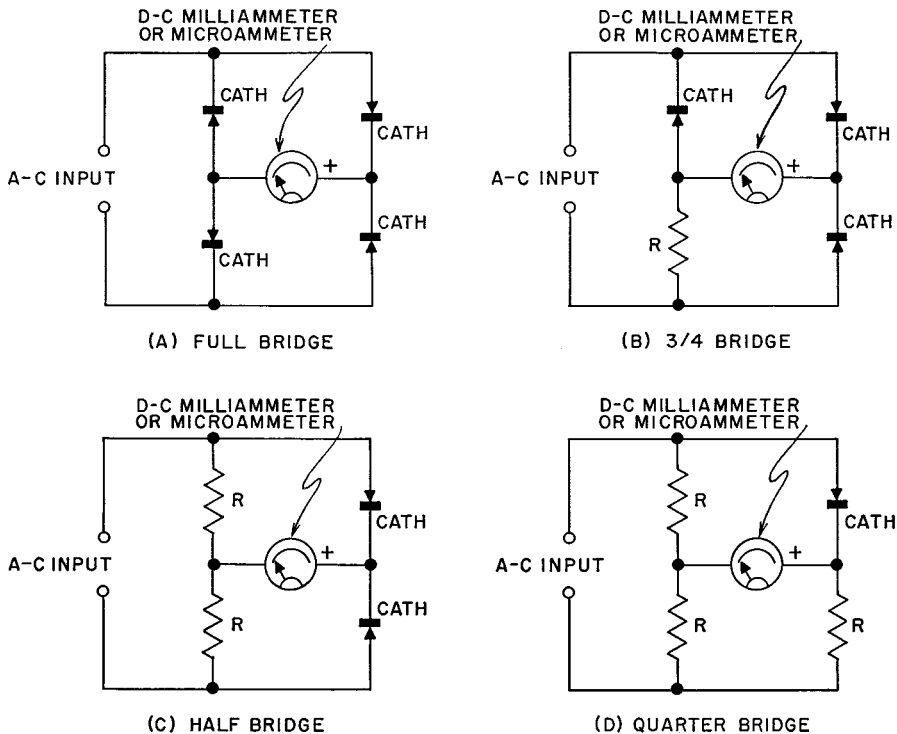 D-C MILLIAMMETER
OR MICROAMMETER
CATH
CATH
A-C INPUT
+
CATH
CATH
(A) FULL BRIDGE
D-C MILLIAMMETER
OR MICROAMMETER
CATH
CATH
A-C INPUT
+
CATH
R
(B) 3/4 BRIDGE
D-C MILLIAMMETER
OR MICROAMMETER
R
CATH
A-C INPUT
+
CATH
R
(C) HALF BRIDGE
D-C MILLIAMMETER
OR MICROAMMETER
R
CATH
A-C INPUT
+
R
R
(D) QUARTER BRIDGE